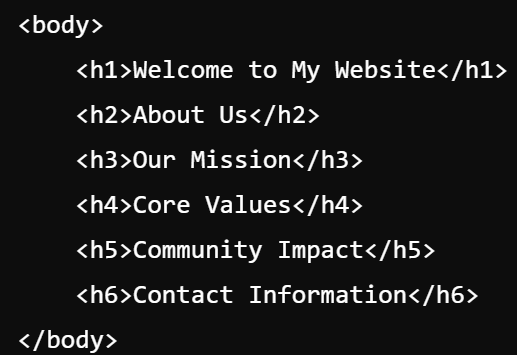 <body>
    <h1>Welcome to My Website</h1>
    <h2>About Us</h2>
    <h3>Our Mission</h3>
    <h4>Core Values</h4>
    <h5>Community Impact</h5>
    <h6>Contact Information</h6>
</body>